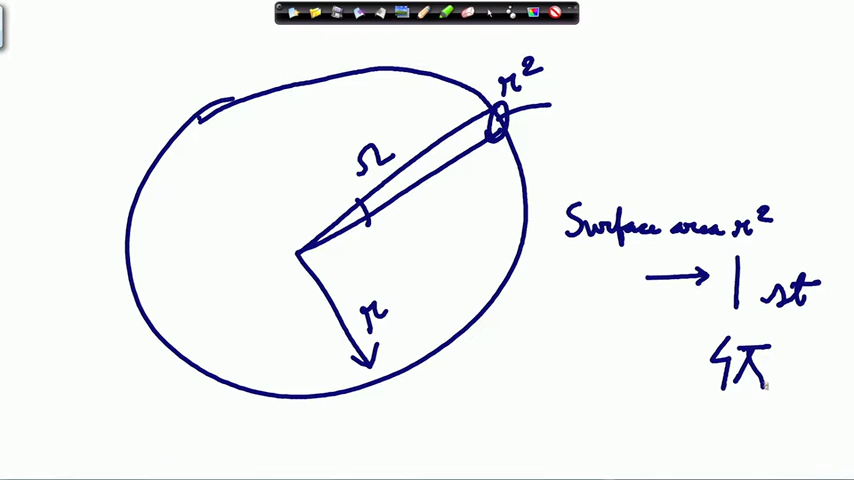 r²
Ω
Surface area r²
→ 1 st
r
4π